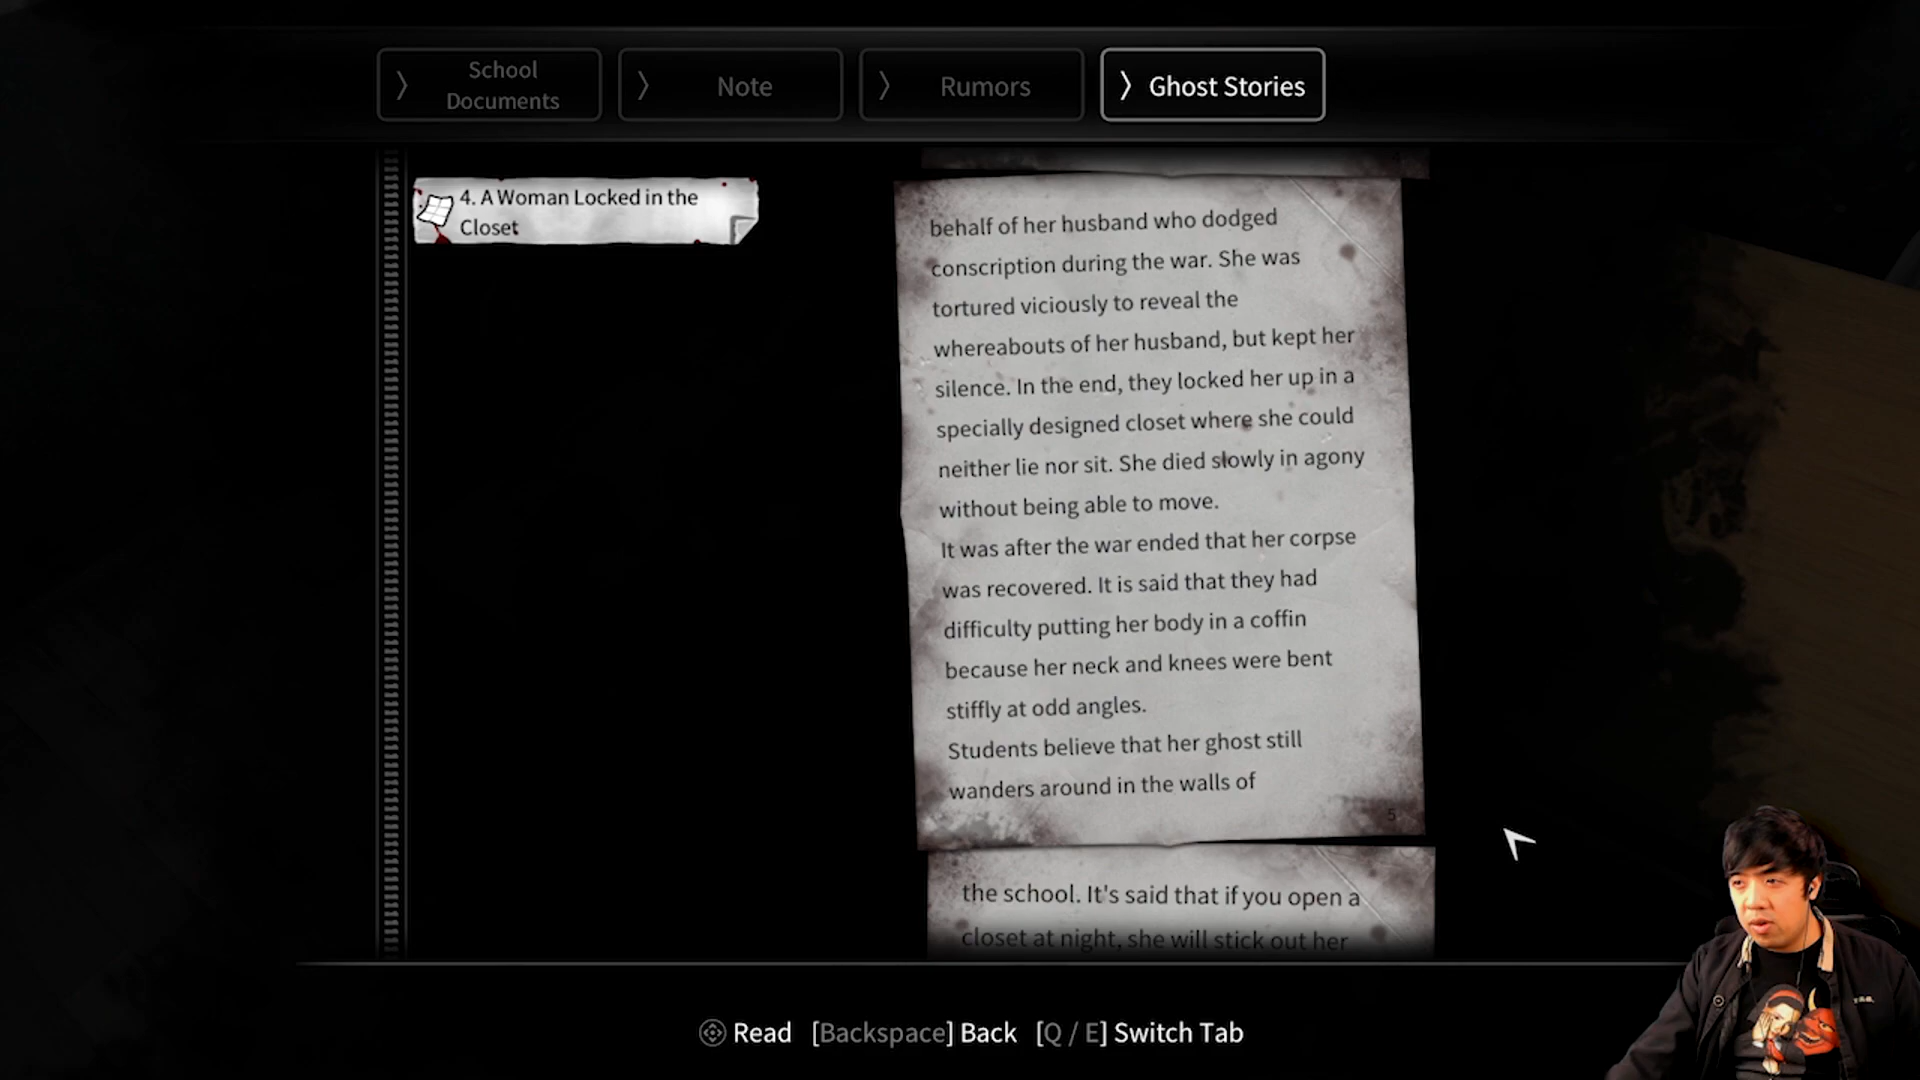 School
Documents
Note
Rumors
Ghost Stories
4. A Woman Locked in the
Closet
behalf of her husband who dodged
conscription during the war. She was
tortured viciously to reveal the
whereabouts of her husband, but kept her
silence. In the end, they locked her up in a
specially designed closet where she could
neither lie nor sit. She died slowly in agony
without being able to move.
It was after the war ended that her corpse
was recovered. It is said that they had
difficulty putting her body in a coffin
because her neck and knees were bent
stiffly at odd angles.
Students believe that her ghost still
wanders around in the walls of
5
the school. It's said that if you open a
closet at night, she will stick out her
Read [Backspace] Back [Q / E] Switch Tab